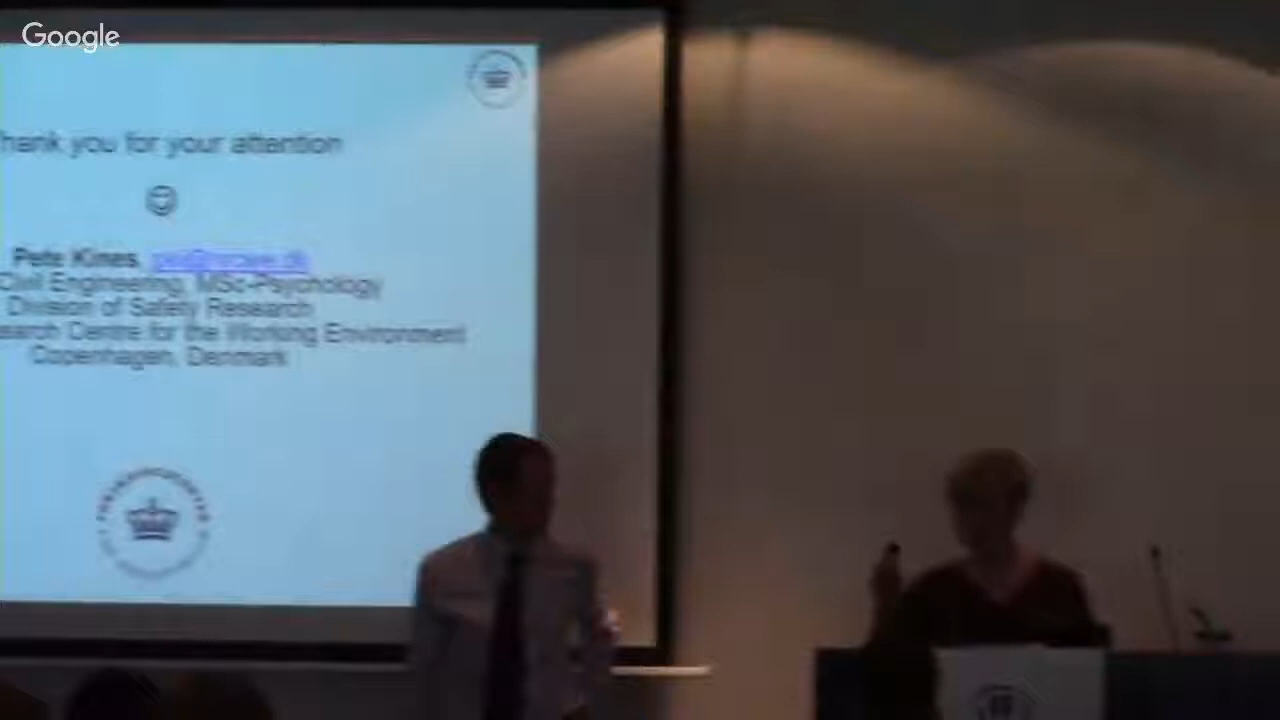 Google
hank you for your attention
Pete Kines,
Civil Engineering, MSc-Psychology
Division of Safety Research
search Centre for the Working Environment
Copenhagen, Denmark